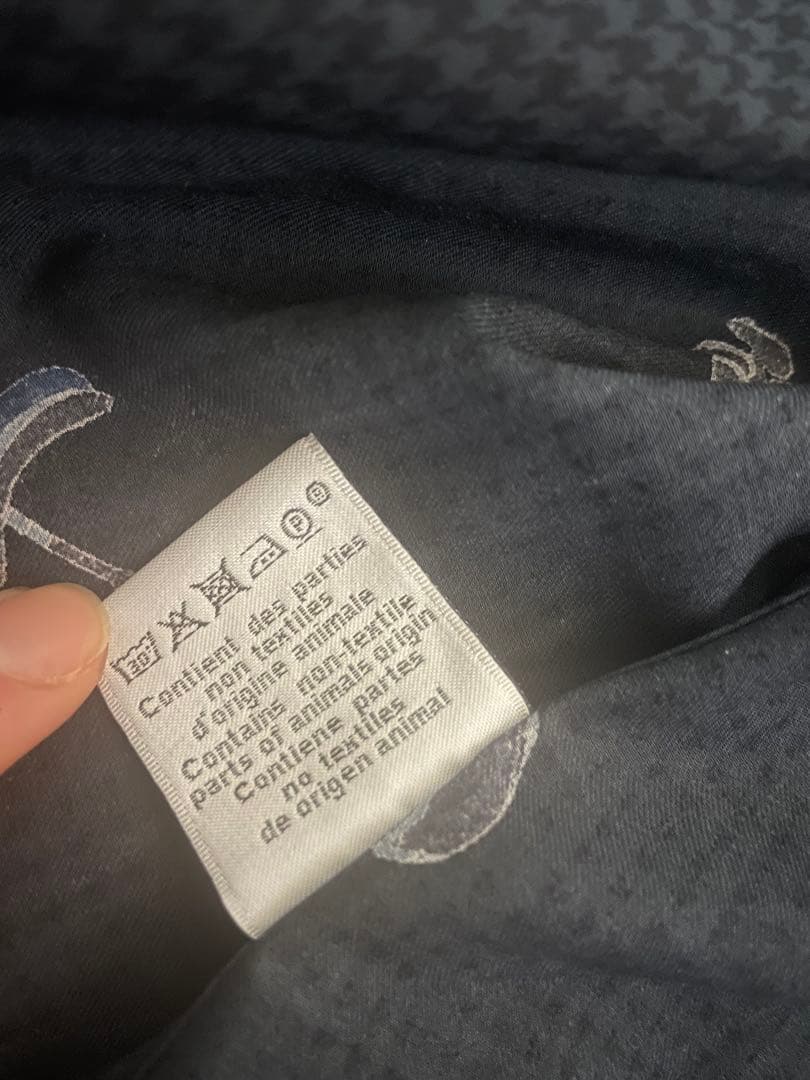 30 P ®
Contient des parties
non textiles
d'origine animale
Contains non-textile
parts of animals origin
Contiene partes
no textiles
de origen animal